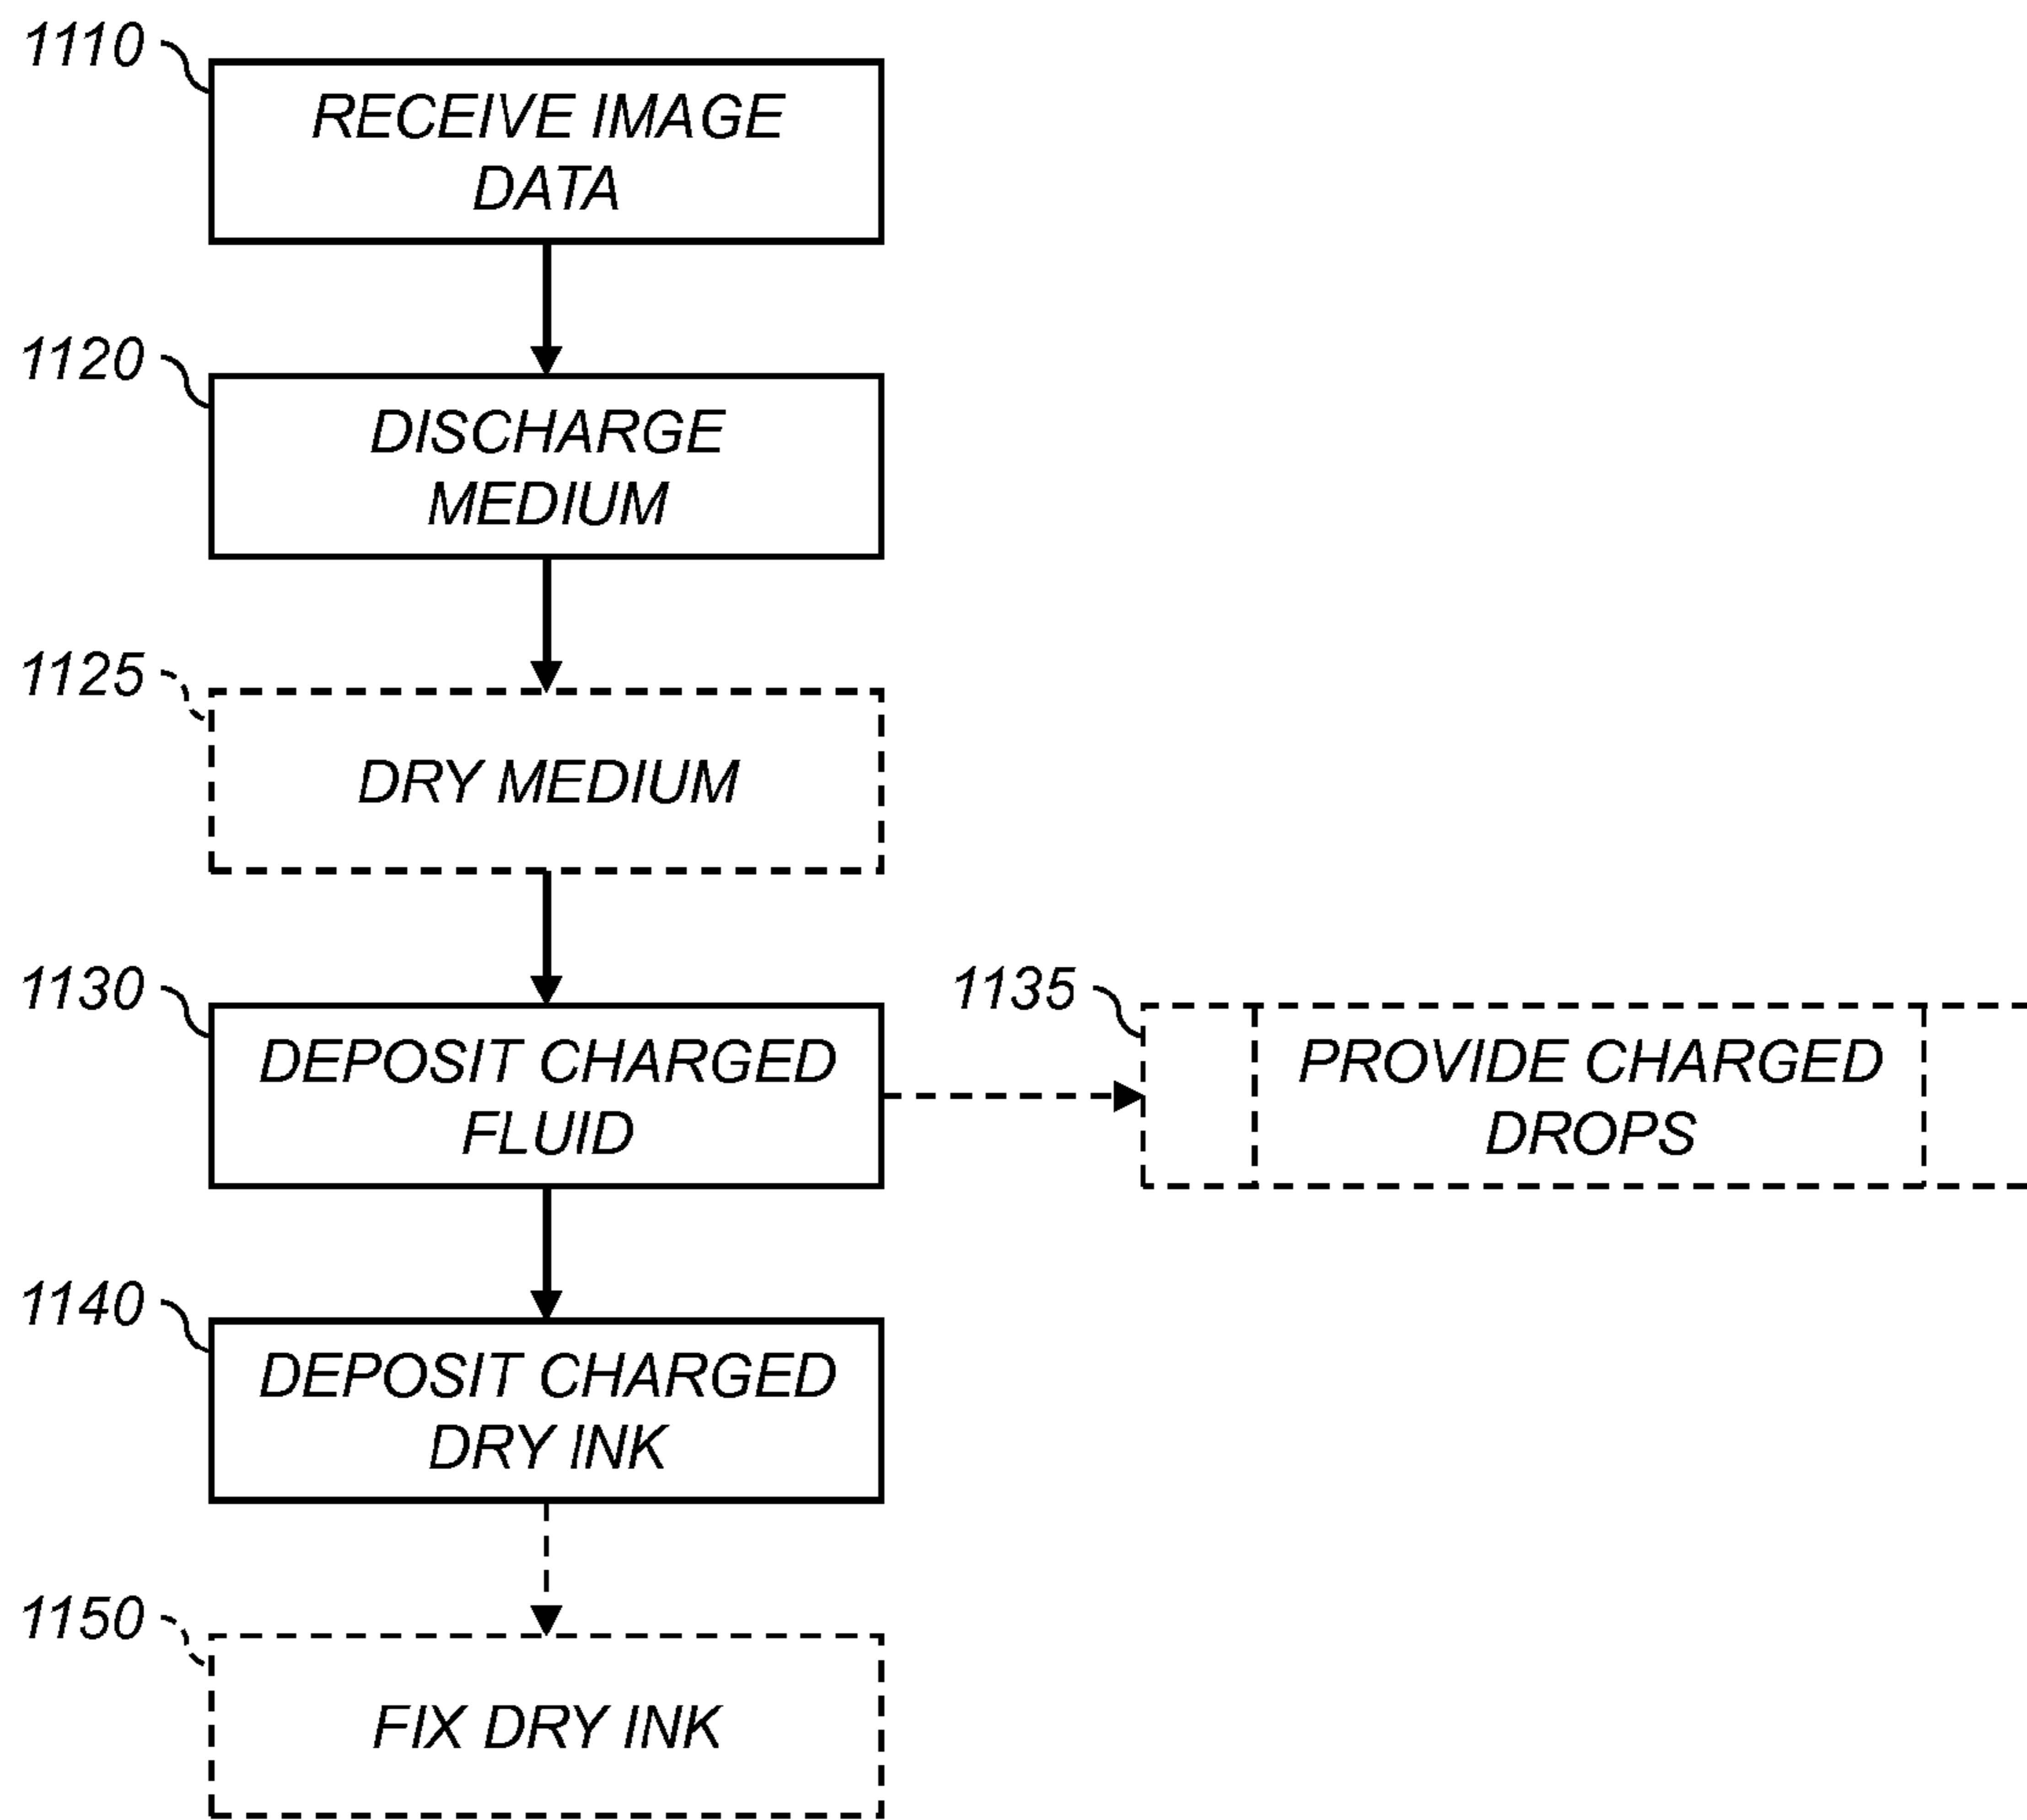 1110
RECEIVE IMAGE
DATA
1120
DISCHARGE
MEDIUM
1125
DRY MEDIUM
1130
DEPOSIT CHARGED
FLUID
1135
PROVIDE CHARGED
DROPS
1140
DEPOSIT CHARGED
DRY INK
1150
FIX DRY INK